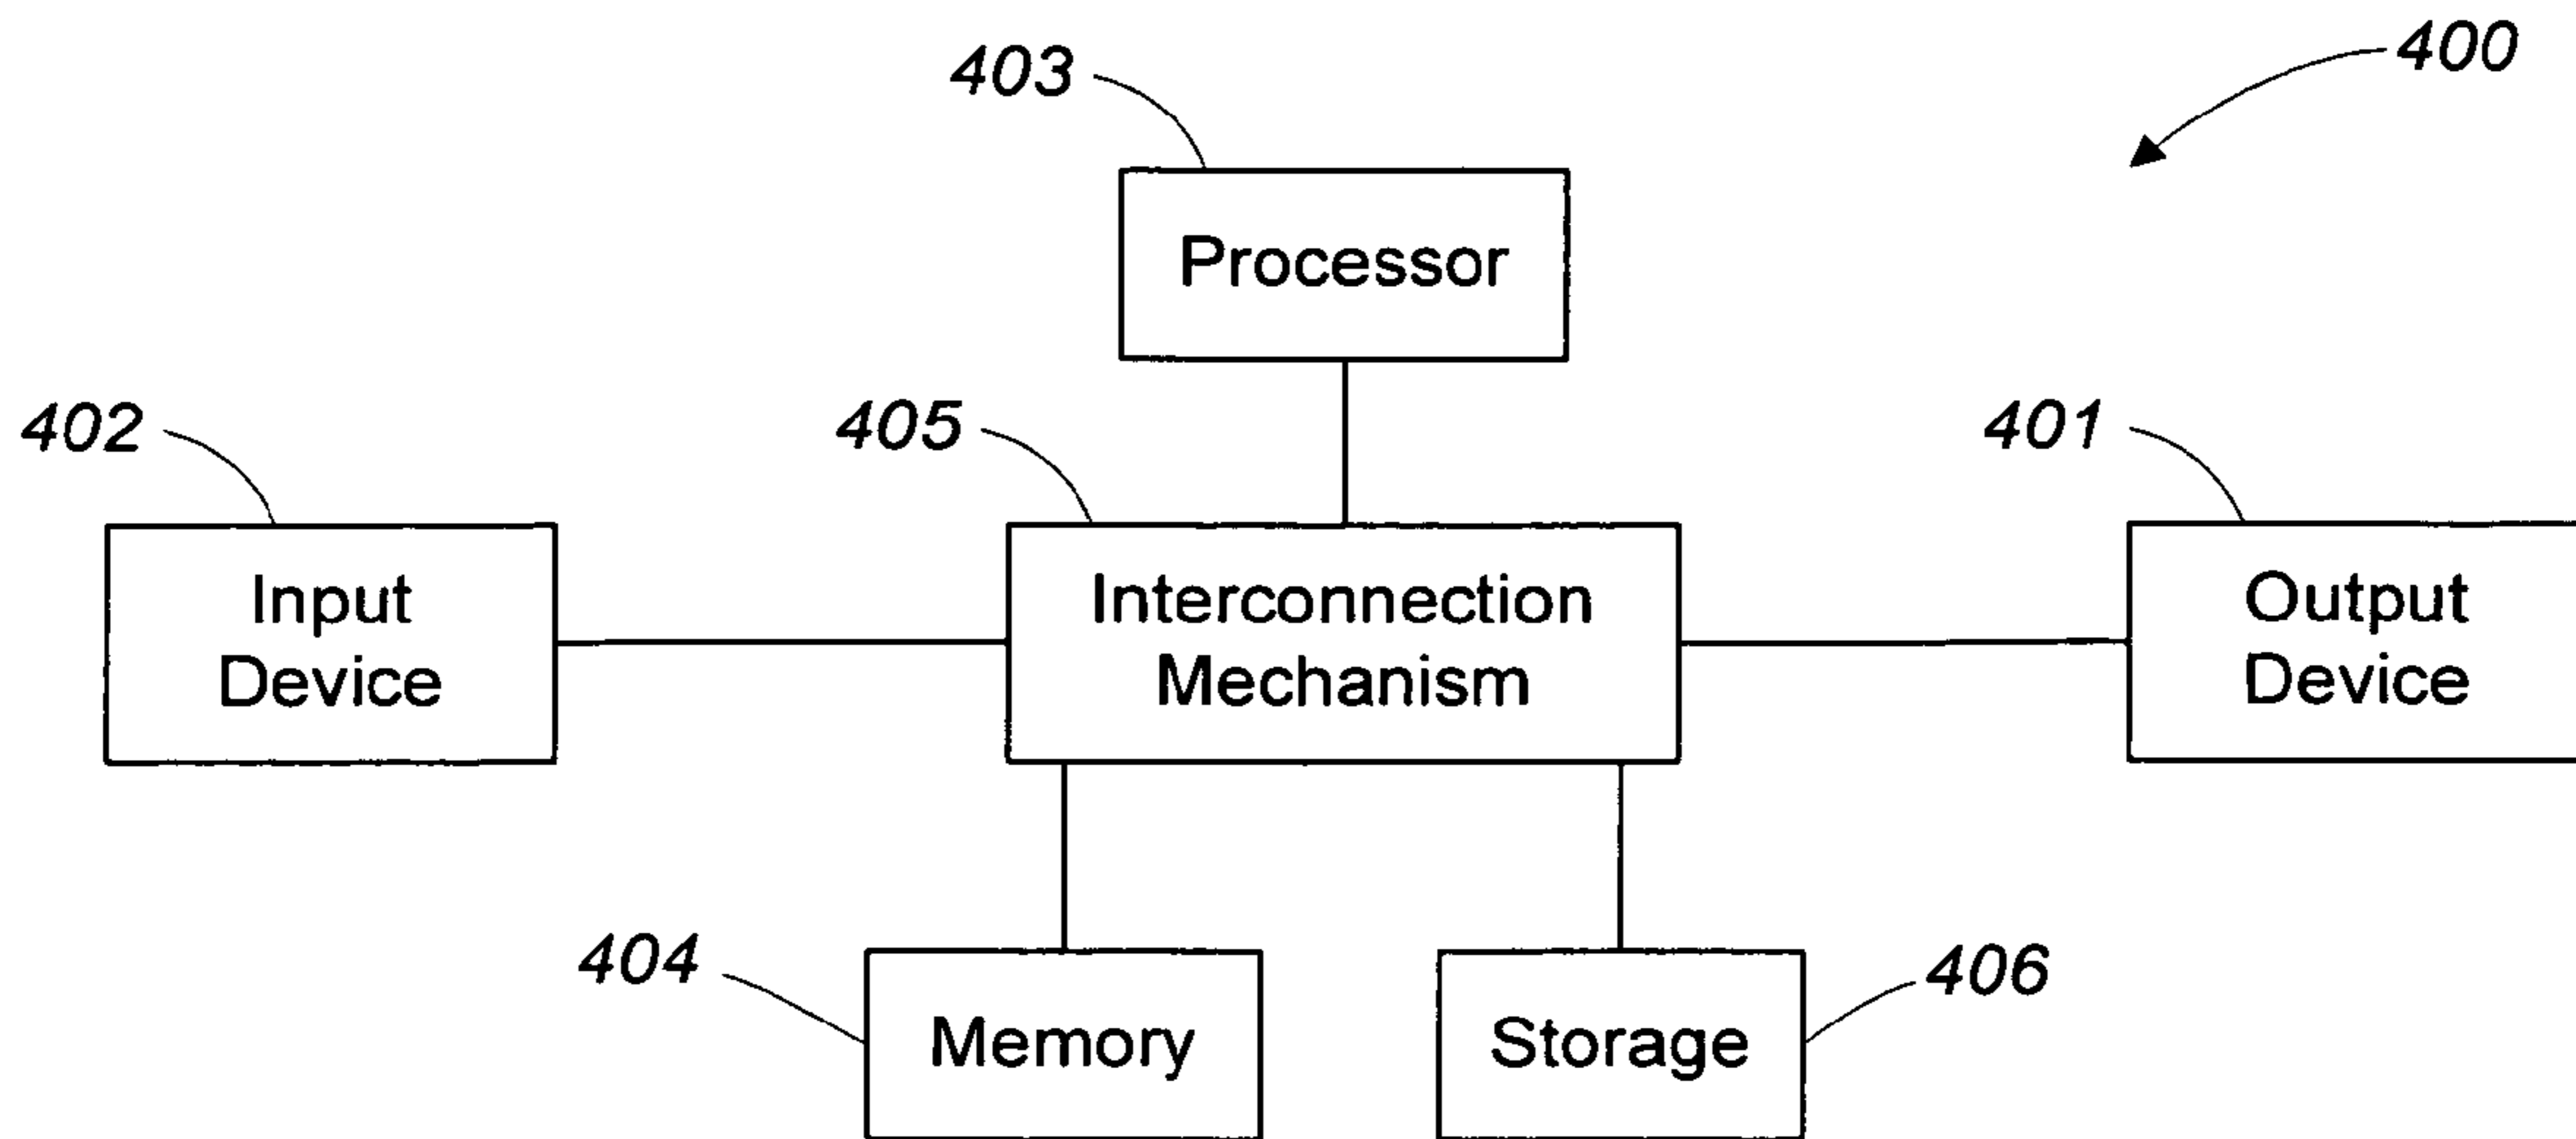 400
403
Processor
402
405
401
Input
Device
Interconnection
Mechanism
Output
Device
404
406
Memory
Storage